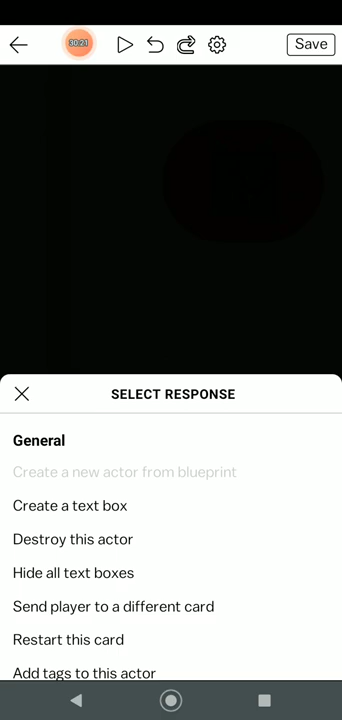 30:21
Save
SELECT RESPONSE
General
Create a new actor from blueprint
Create a text box
Destroy this actor
Hide all text boxes
Send player to a different card
Restart this card
Add tags to this actor